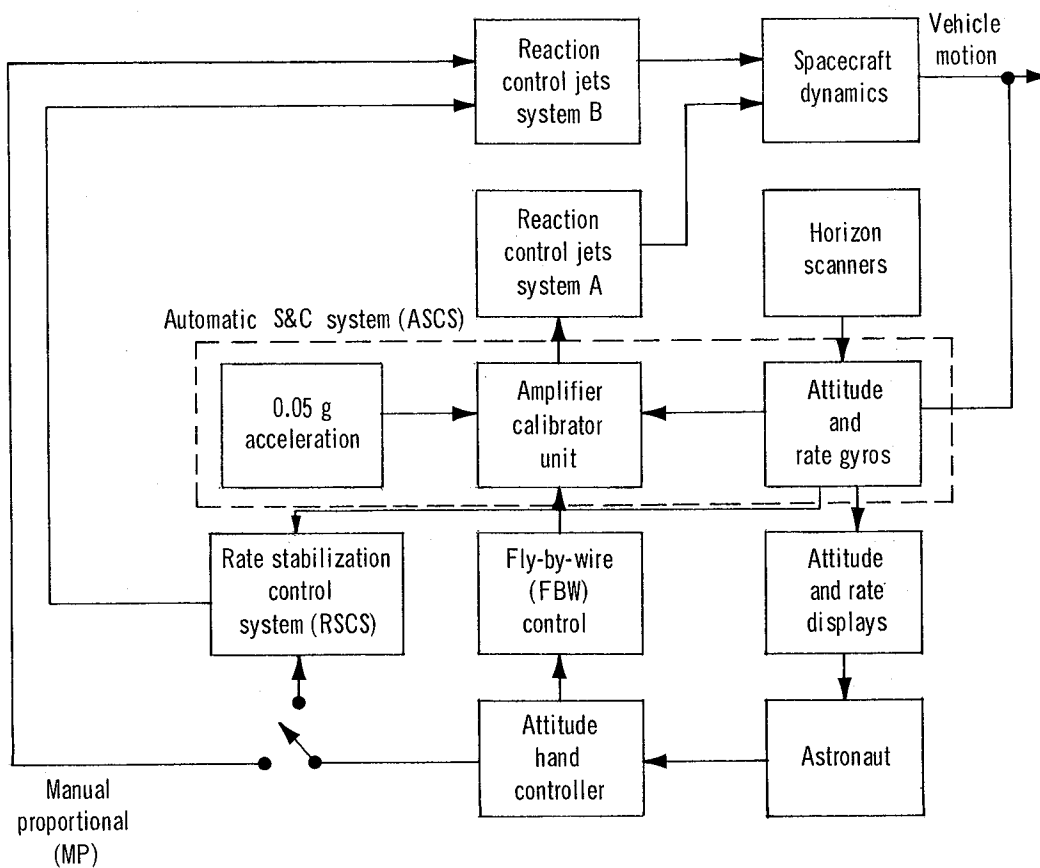 Reaction
control jets
system B
Spacecraft
dynamics
Vehicle
motion
Reaction
control jets
system A
Horizon
scanners
Automatic S&C system (ASCS)
0.05 g
acceleration
Amplifier
calibrator
unit
Attitude
and
rate gyros
Rate stabilization
control
system (RSCS)
Fly-by-wire
(FBW)
control
Attitude
and rate
displays
Attitude
hand
controller
Astronaut
Manual
proportional
(MP)